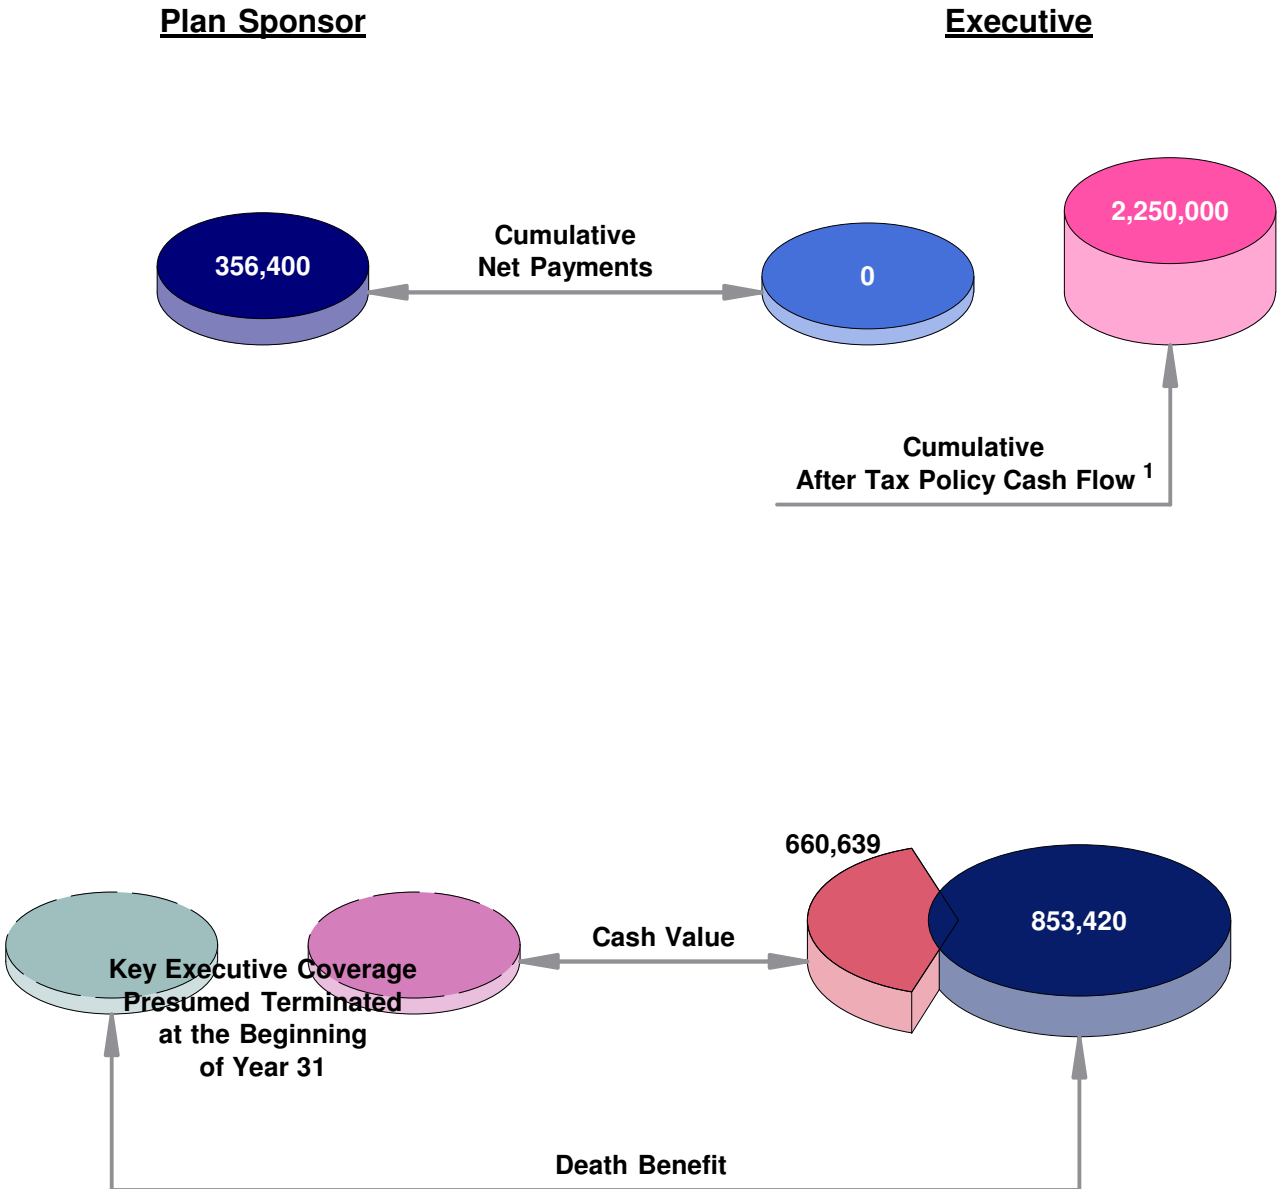 Plan Sponsor
Executive
356,400
Cumulative
Net Payments
0
2,250,000
Cumulative
After Tax Policy Cash Flow 1
660,639
853,420
Cash Value
Key Executive Coverage
Presumed Terminated
at the Beginning
of Year 31
Death Benefit